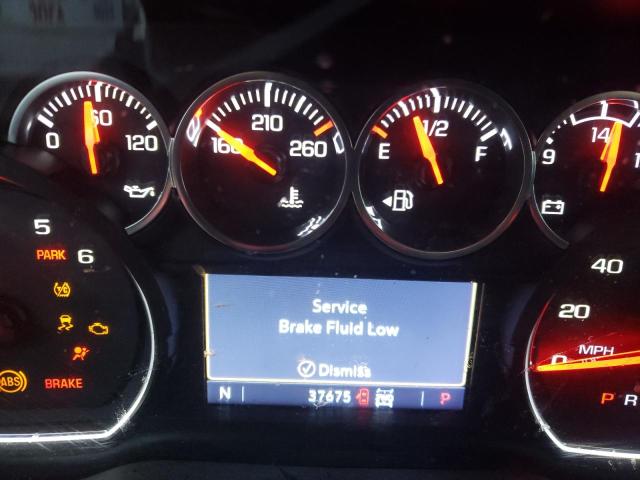 0 60 120
160 210 260
E 1/2 F
9 14
5
PARK 6
T/C
ABS BRAKE
Service
Brake Fluid Low
Dismiss
N 37675 P
40
20
0 MPH
P R